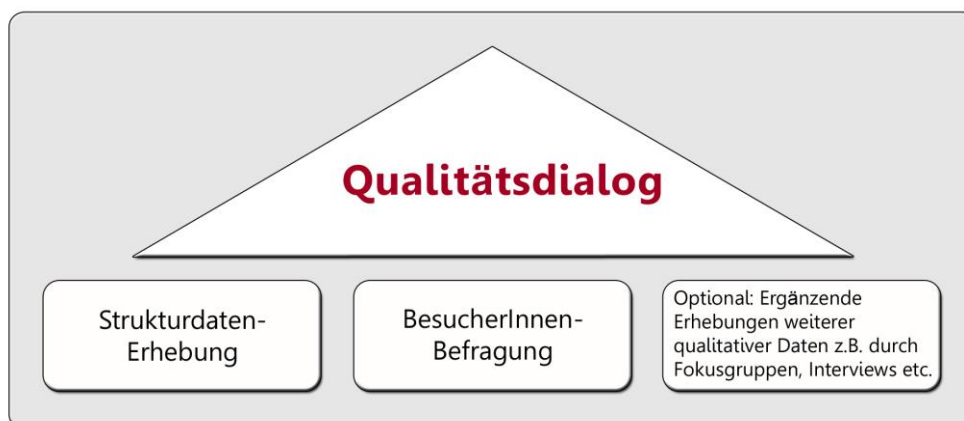 Qualitätsdialog
Strukturdaten-
Erhebung
BesucherInnen-
Befragung
Optional: Ergänzende
Erhebungen weiterer
qualitativer Daten z.B. durch
Fokusgruppen, Interviews etc.